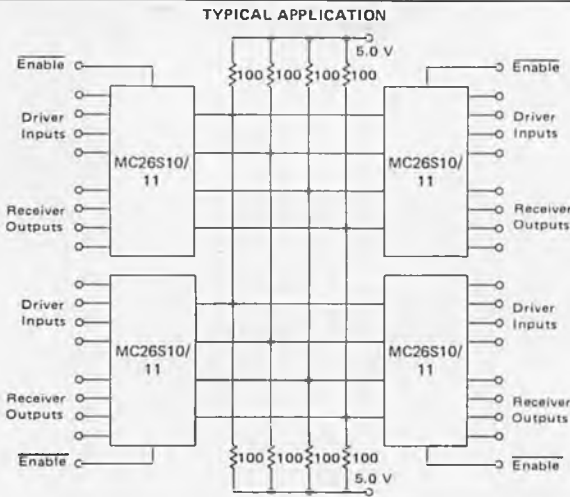 TYPICAL APPLICATION
5.0 V
100 100 100 100
Enable
Enable
Driver
Inputs
MC26S10/
11
MC26S10/
11
Driver
Inputs
Receiver
Outputs
Receiver
Outputs
Driver
Inputs
MC26S10/
11
MC26S10/
11
Driver
Inputs
Receiver
Outputs
Receiver
Outputs
Enable
Enable
100 100 100 100
5.0 V